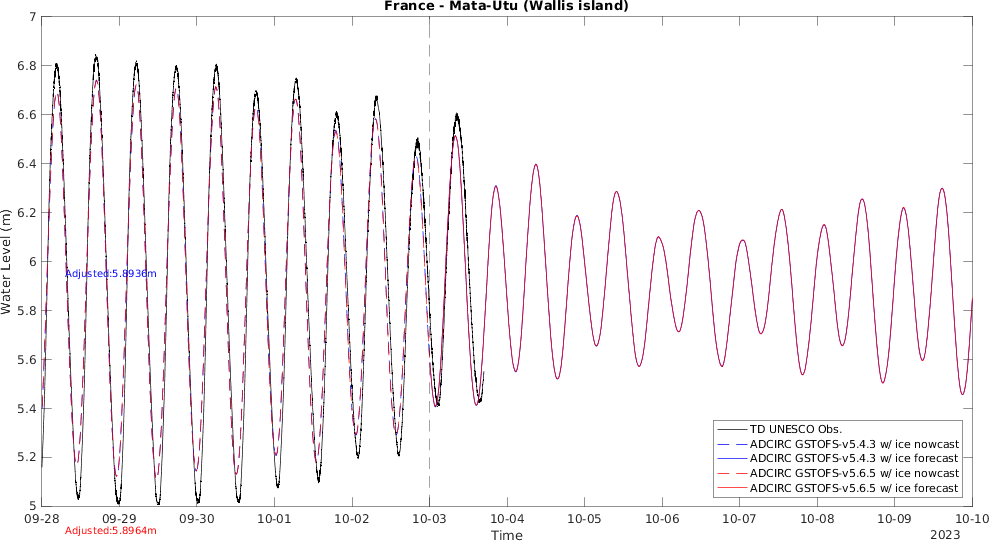 France - Mata-Utu (Wallis island)
7
6.8
6.6
6.4
6.2
6
5.8
5.6
5.4
5.2
5
Water Level (m)
Adjusted:5.8936m
TD UNESCO Obs.
ADCIRC GSTOFS-v5.4.3 w/ ice nowcast
ADCIRC GSTOFS-v5.4.3 w/ ice forecast
ADCIRC GSTOFS-v5.6.5 w/ ice nowcast
ADCIRC GSTOFS-v5.6.5 w/ ice forecast
09-28 09-29 09-30 10-01 10-02 10-03 10-04 10-05 10-06 10-07 10-08 10-09 10-10
Adjusted:5.8964m
Time
2023